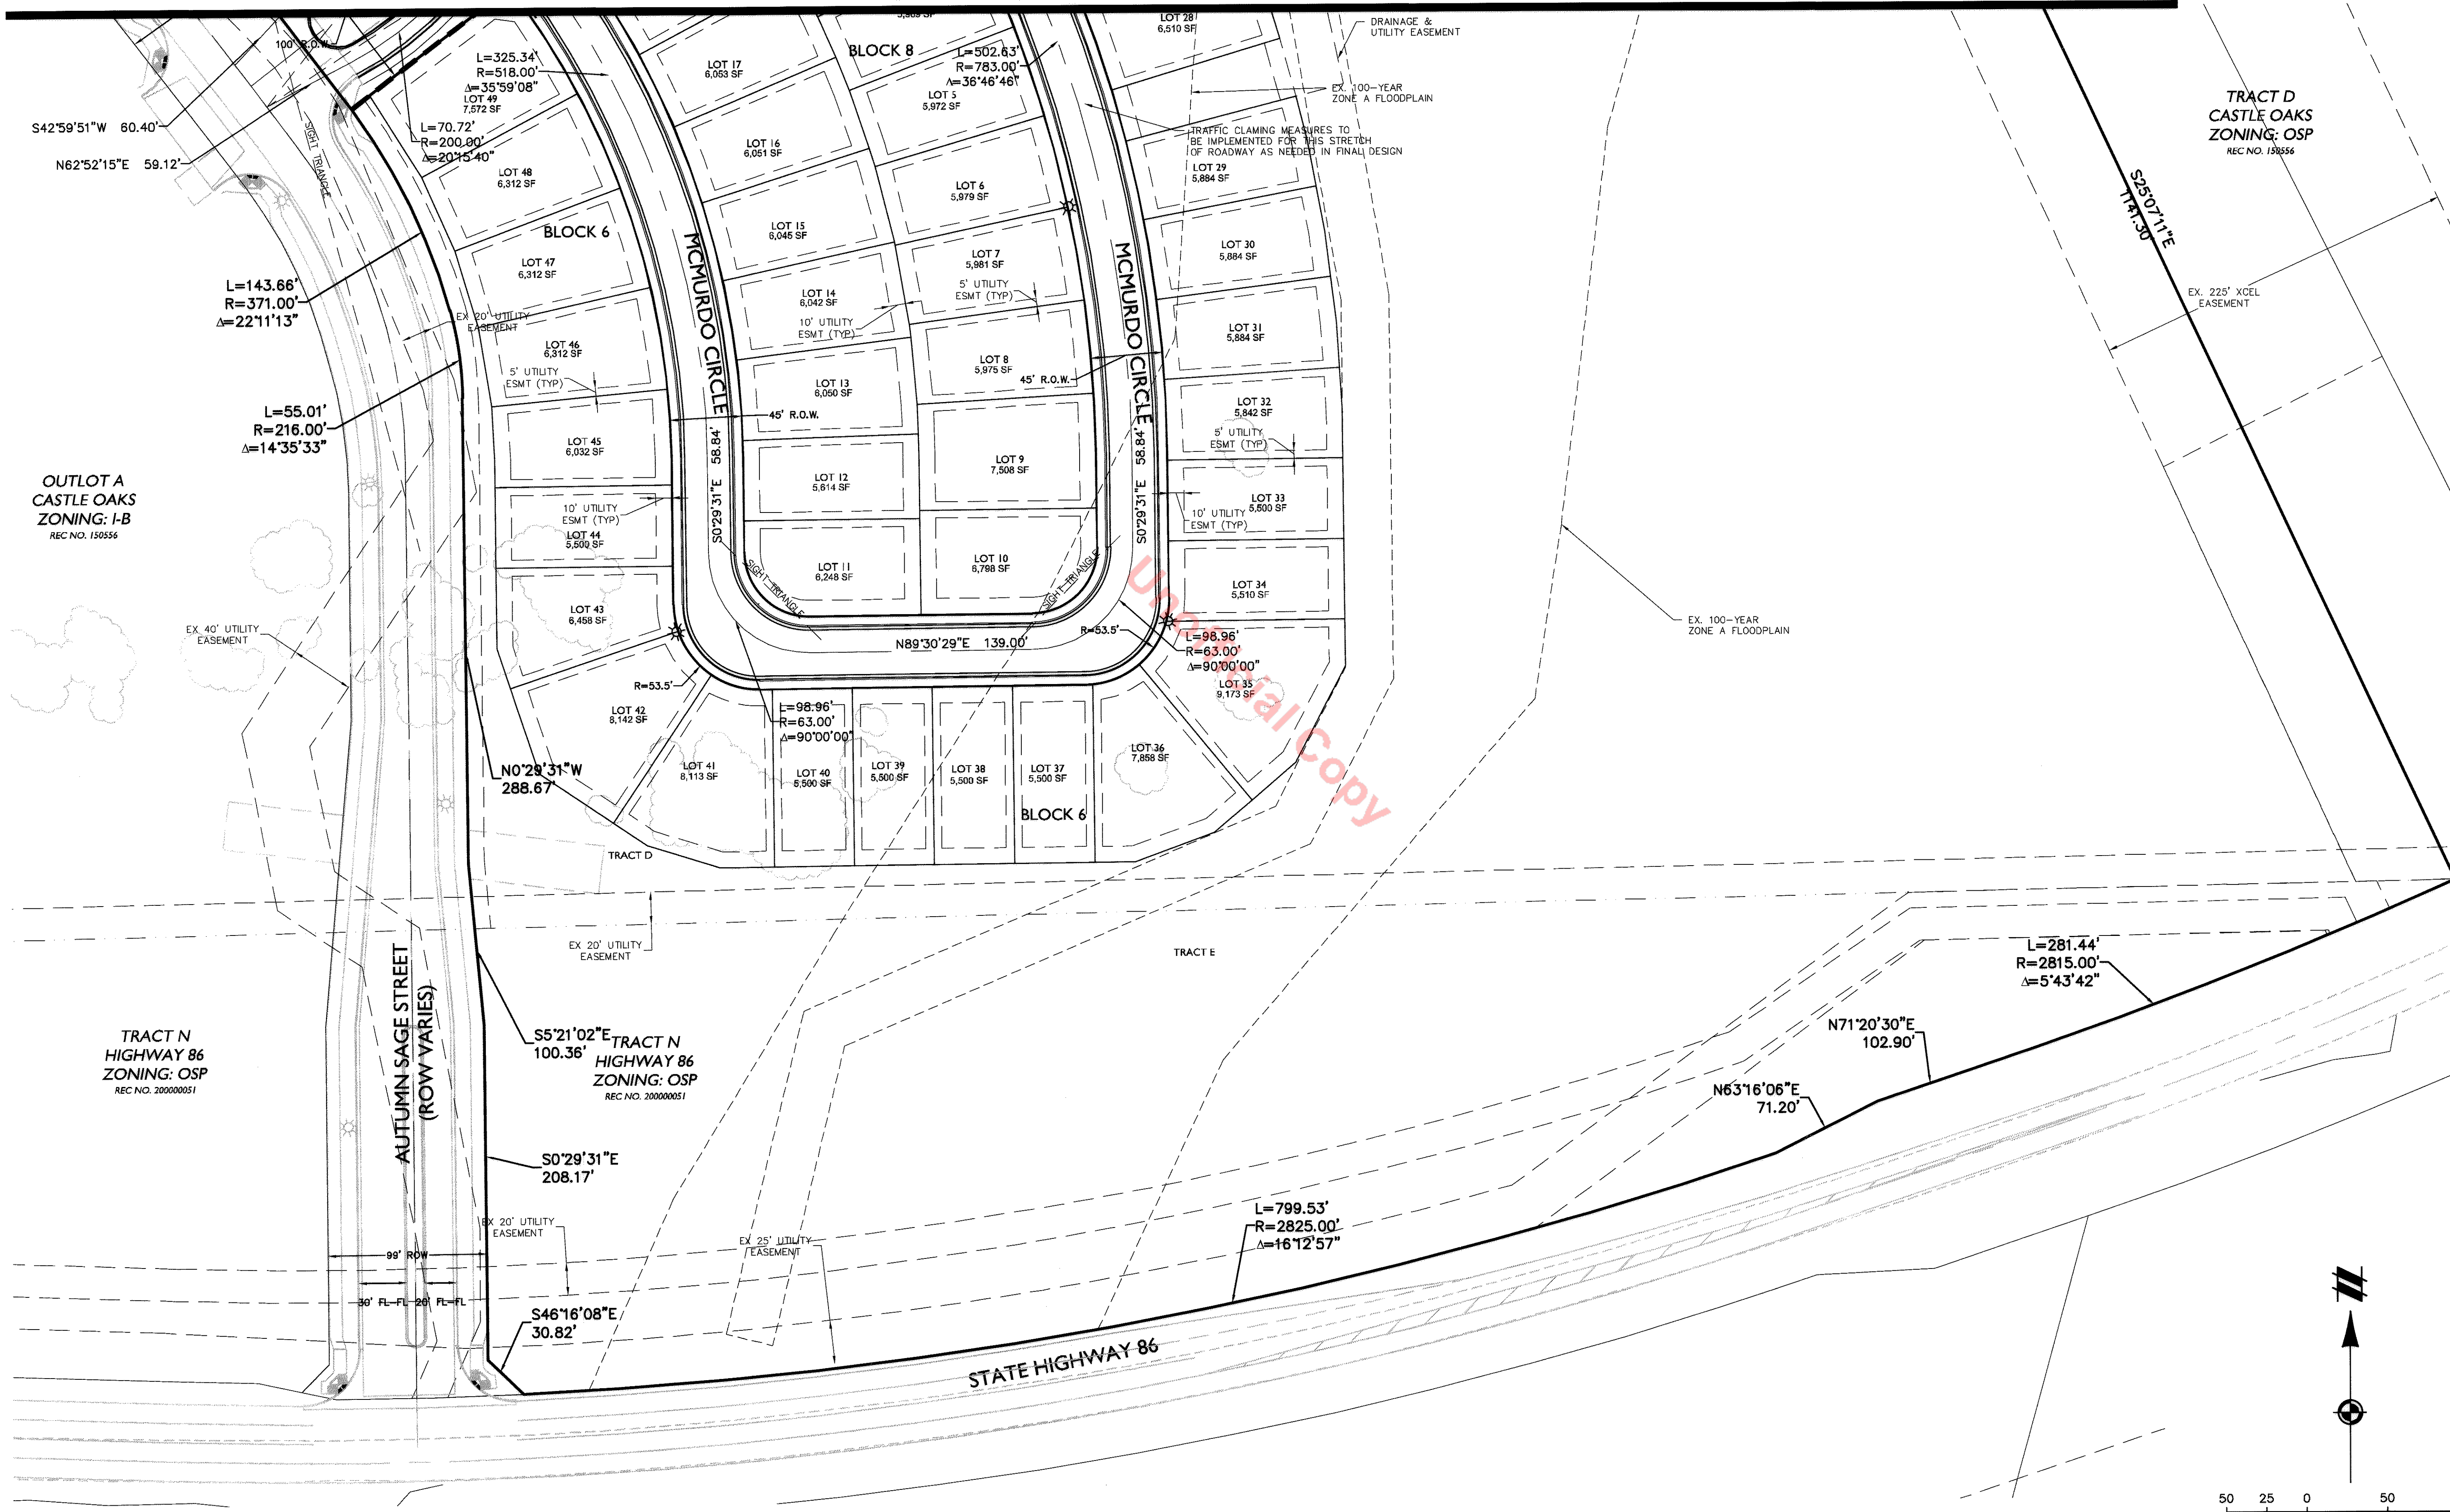 100' R.O.W.
S42°59'51"W 60.40'
N62°52'15"E 59.12'
SIGHT TRIANGLE
L=325.34'
R=518.00'
Δ=35°59'08"
LOT 49
7,572 SF
L=70.72'
R=200.00'
Δ=20°15'40"
LOT 48
6,312 SF
BLOCK 6
LOT 47
6,312 SF
LOT 46
6,312 SF
5' UTILITY
ESMT (TYP)
LOT 45
6,032 SF
10' UTILITY
ESMT (TYP)
LOT 44
5,500 SF
LOT 43
6,458 SF
LOT 42
8,142 SF
LOT 41
8,113 SF
LOT 40
5,500 SF
LOT 39
5,500 SF
LOT 38
5,500 SF
LOT 37
5,500 SF
LOT 36
7,858 SF
BLOCK 6
L=143.66'
R=371.00'
Δ=22°11'13"
EX 20' UTILITY
EASEMENT
L=55.01'
R=216.00'
Δ=14°35'33"
OUTLOT A
CASTLE OAKS
ZONING: I-B
REC NO. 150556
EX 40' UTILITY
EASEMENT
N0°29'31"W
288.67'
MCMURDO CIRCLE
S0°29'31"E 58.84'
45' R.O.W.
BLOCK 8
5,969 SF
LOT 17
6,053 SF
LOT 16
6,051 SF
LOT 15
6,045 SF
LOT 14
6,042 SF
10' UTILITY
ESMT (TYP)
LOT 13
6,050 SF
LOT 12
5,614 SF
LOT 11
6,248 SF
SIGHT TRIANGLE
L=502.63'
R=783.00'
Δ=36°46'46"
LOT 5
5,972 SF
LOT 6
5,979 SF
LOT 7
5,981 SF
5' UTILITY
ESMT (TYP)
LOT 8
5,975 SF
LOT 9
7,508 SF
LOT 10
6,798 SF
SIGHT TRIANGLE
MCMURDO CIRCLE
45' R.O.W.
S0°29'31"E 58.84'
N89°30'29"E 139.00'
R=53.5'
R=53.5'
L=98.96'
R=63.00'
Δ=90°00'00"
L=98.96'
R=63.00'
Δ=90°00'00"
LOT 28
6,510 SF
DRAINAGE &
UTILITY EASEMENT
EX. 100-YEAR
ZONE A FLOODPLAIN
TRAFFIC CLAMING MEASURES TO
BE IMPLEMENTED FOR THIS STRETCH
OF ROADWAY AS NEEDED IN FINAL DESIGN
LOT 29
5,884 SF
LOT 30
5,884 SF
LOT 31
5,884 SF
LOT 32
5,842 SF
5' UTILITY
ESMT (TYP)
LOT 33
5,500 SF
10' UTILITY
ESMT (TYP)
LOT 34
5,510 SF
LOT 35
9,173 SF
Unofficial Copy
TRACT D
CASTLE OAKS
ZONING: OSP
REC NO. 150556
S25°07'11"E
1141.30'
EX. 225' XCEL
EASEMENT
EX. 100-YEAR
ZONE A FLOODPLAIN
TRACT D
EX 20' UTILITY
EASEMENT
TRACT E
AUTUMN SAGE STREET
(ROW VARIES)
TRACT N
HIGHWAY 86
ZONING: OSP
REC NO. 200000051
S5°21'02"E
100.36'
TRACT N
HIGHWAY 86
ZONING: OSP
REC NO. 200000051
S0°29'31"E
208.17'
EX 20' UTILITY
EASEMENT
99' ROW
30' FL-FL 20' FL-FL
S46°16'08"E
30.82'
EX 25' UTILITY
EASEMENT
L=281.44'
R=2815.00'
Δ=5°43'42"
N71°20'30"E
102.90'
N63°16'06"E
71.20'
L=799.53'
R=2825.00'
Δ=16°12'57"
STATE HIGHWAY 86
50 25 0 50